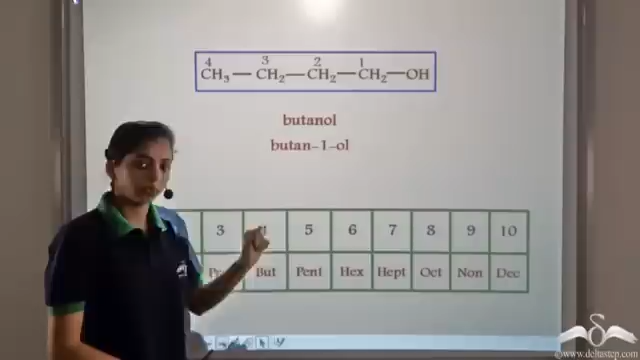 4 3 2 1
CH₃—CH₂—CH₂—CH₂—OH
butanol
butan-1-ol
3 5 6 7 8 9 10
But Pent Hex Hept Oct Non Dec
©www.deltastep.com